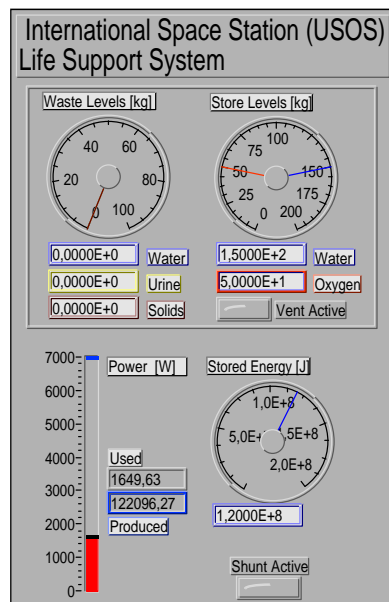 International Space Station (USOS)
Life Support System
Waste Levels [kg]
Store Levels [kg]
0 20 40 60 80 100
0 25 50 75 100 150 175 200
0,0000E+0 Water
0,0000E+0 Urine
0,0000E+0 Solids
1,5000E+2 Water
5,0000E+1 Oxygen
Vent Active
7000
6000
5000
4000
3000
2000
1000
0
Power [W]
Used
1649,63
122096,27
Produced
Stored Energy [J]
1,0E+8
5,0E+
,5E+8
2,0E+8
1,2000E+8
Shunt Active